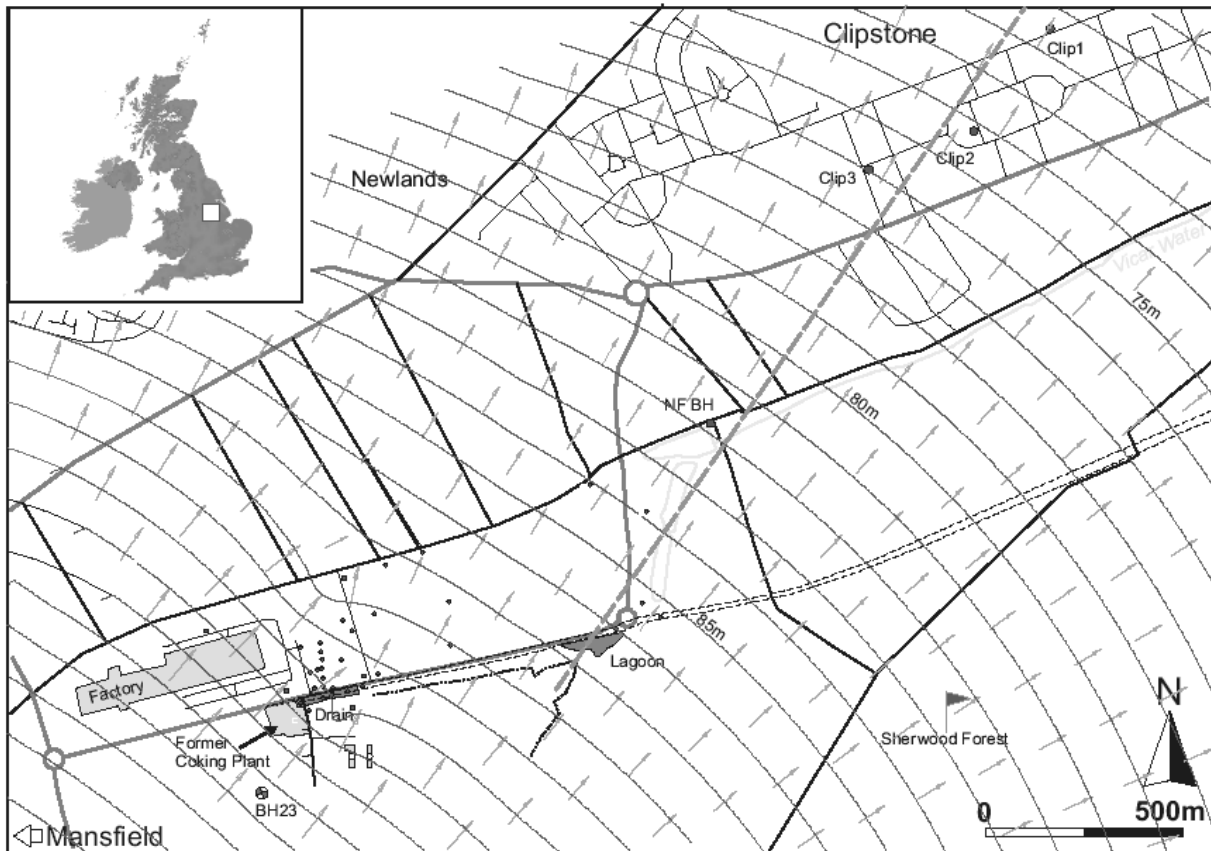 Clipstone
Clip1
Clip2
Clip3
Newlands
Vicar Water
75m
80m
NF BH
85m
Lagoon
Factory
Drain
Former
Coking Plant
BH23
Sherwood Forest
N
0 500m
Mansfield